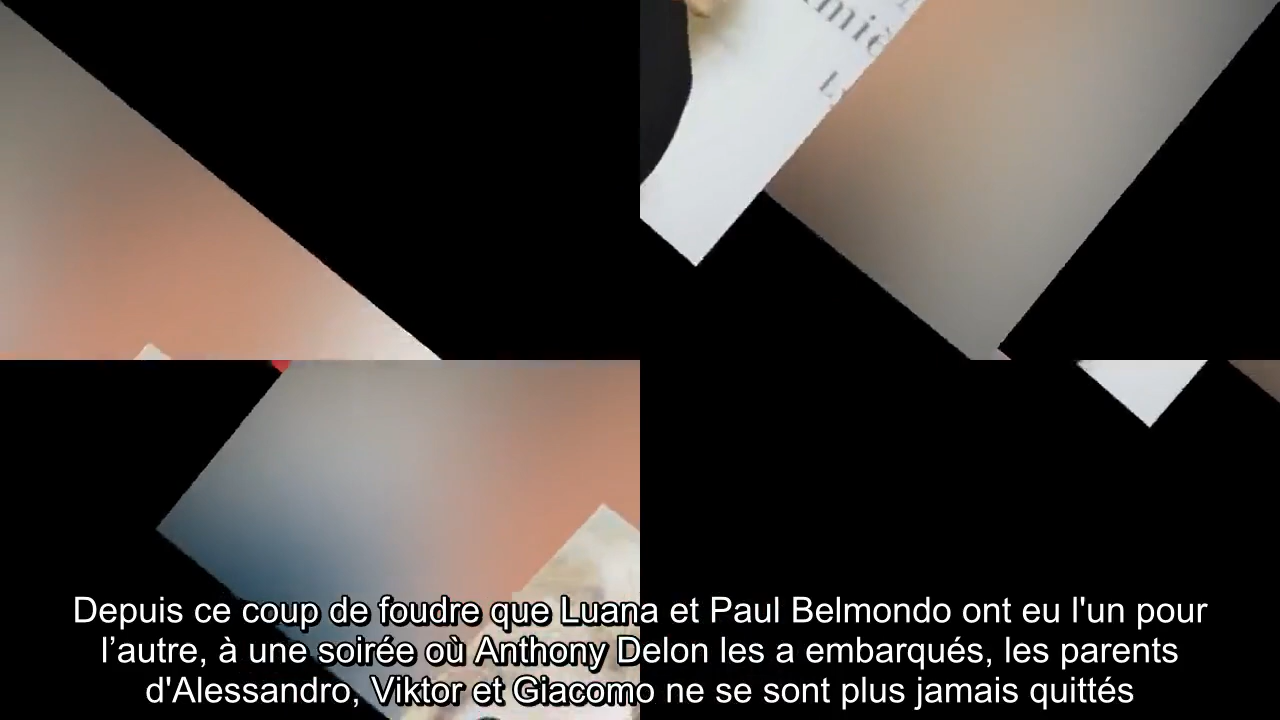 Depuis ce coup de foudre que Luana et Paul Belmondo ont eu l'un pour
l’autre, à une soirée où Anthony Delon les a embarqués, les parents
d'Alessandro, Viktor et Giacomo ne se sont plus jamais quittés